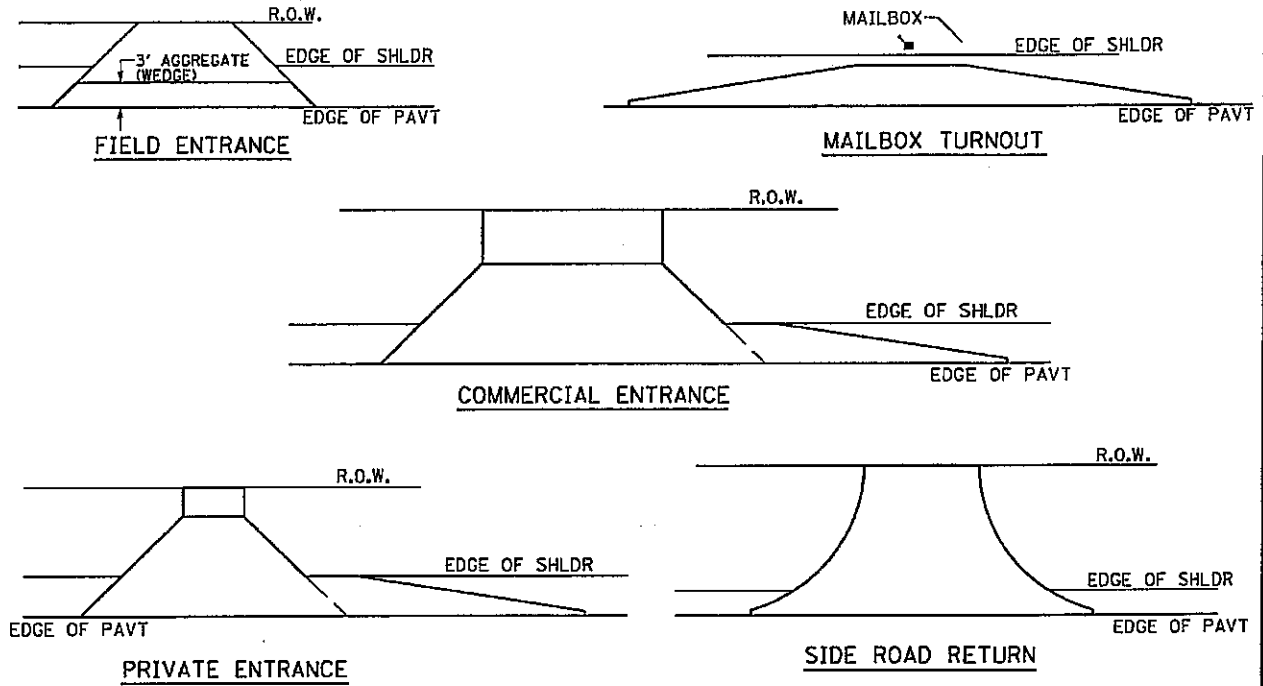 R.O.W.
3' AGGREGATE
(WEDGE)
EDGE OF SHLDR
EDGE OF PAVT
FIELD ENTRANCE
MAILBOX
EDGE OF SHLDR
EDGE OF PAVT
MAILBOX TURNOUT
R.O.W.
EDGE OF SHLDR
EDGE OF PAVT
COMMERCIAL ENTRANCE
R.O.W.
EDGE OF SHLDR
EDGE OF PAVT
PRIVATE ENTRANCE
R.O.W.
EDGE OF SHLDR
EDGE OF PAVT
SIDE ROAD RETURN